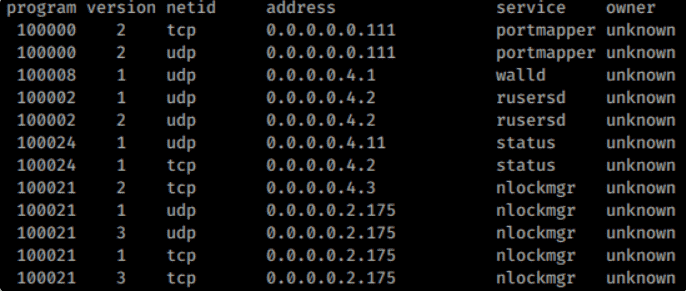 program version netid address service owner
100000 2 tcp 0.0.0.0.0.111 portmapper unknown
100000 2 udp 0.0.0.0.0.111 portmapper unknown
100008 1 udp 0.0.0.0.4.1 walld unknown
100002 1 udp 0.0.0.0.4.2 rusersd unknown
100002 2 udp 0.0.0.0.4.2 rusersd unknown
100024 1 udp 0.0.0.0.4.11 status unknown
100024 1 tcp 0.0.0.0.4.2 status unknown
100021 2 tcp 0.0.0.0.4.3 nlockmgr unknown
100021 1 udp 0.0.0.0.2.175 nlockmgr unknown
100021 3 udp 0.0.0.0.2.175 nlockmgr unknown
100021 1 tcp 0.0.0.0.2.175 nlockmgr unknown
100021 3 tcp 0.0.0.0.2.175 nlockmgr unknown